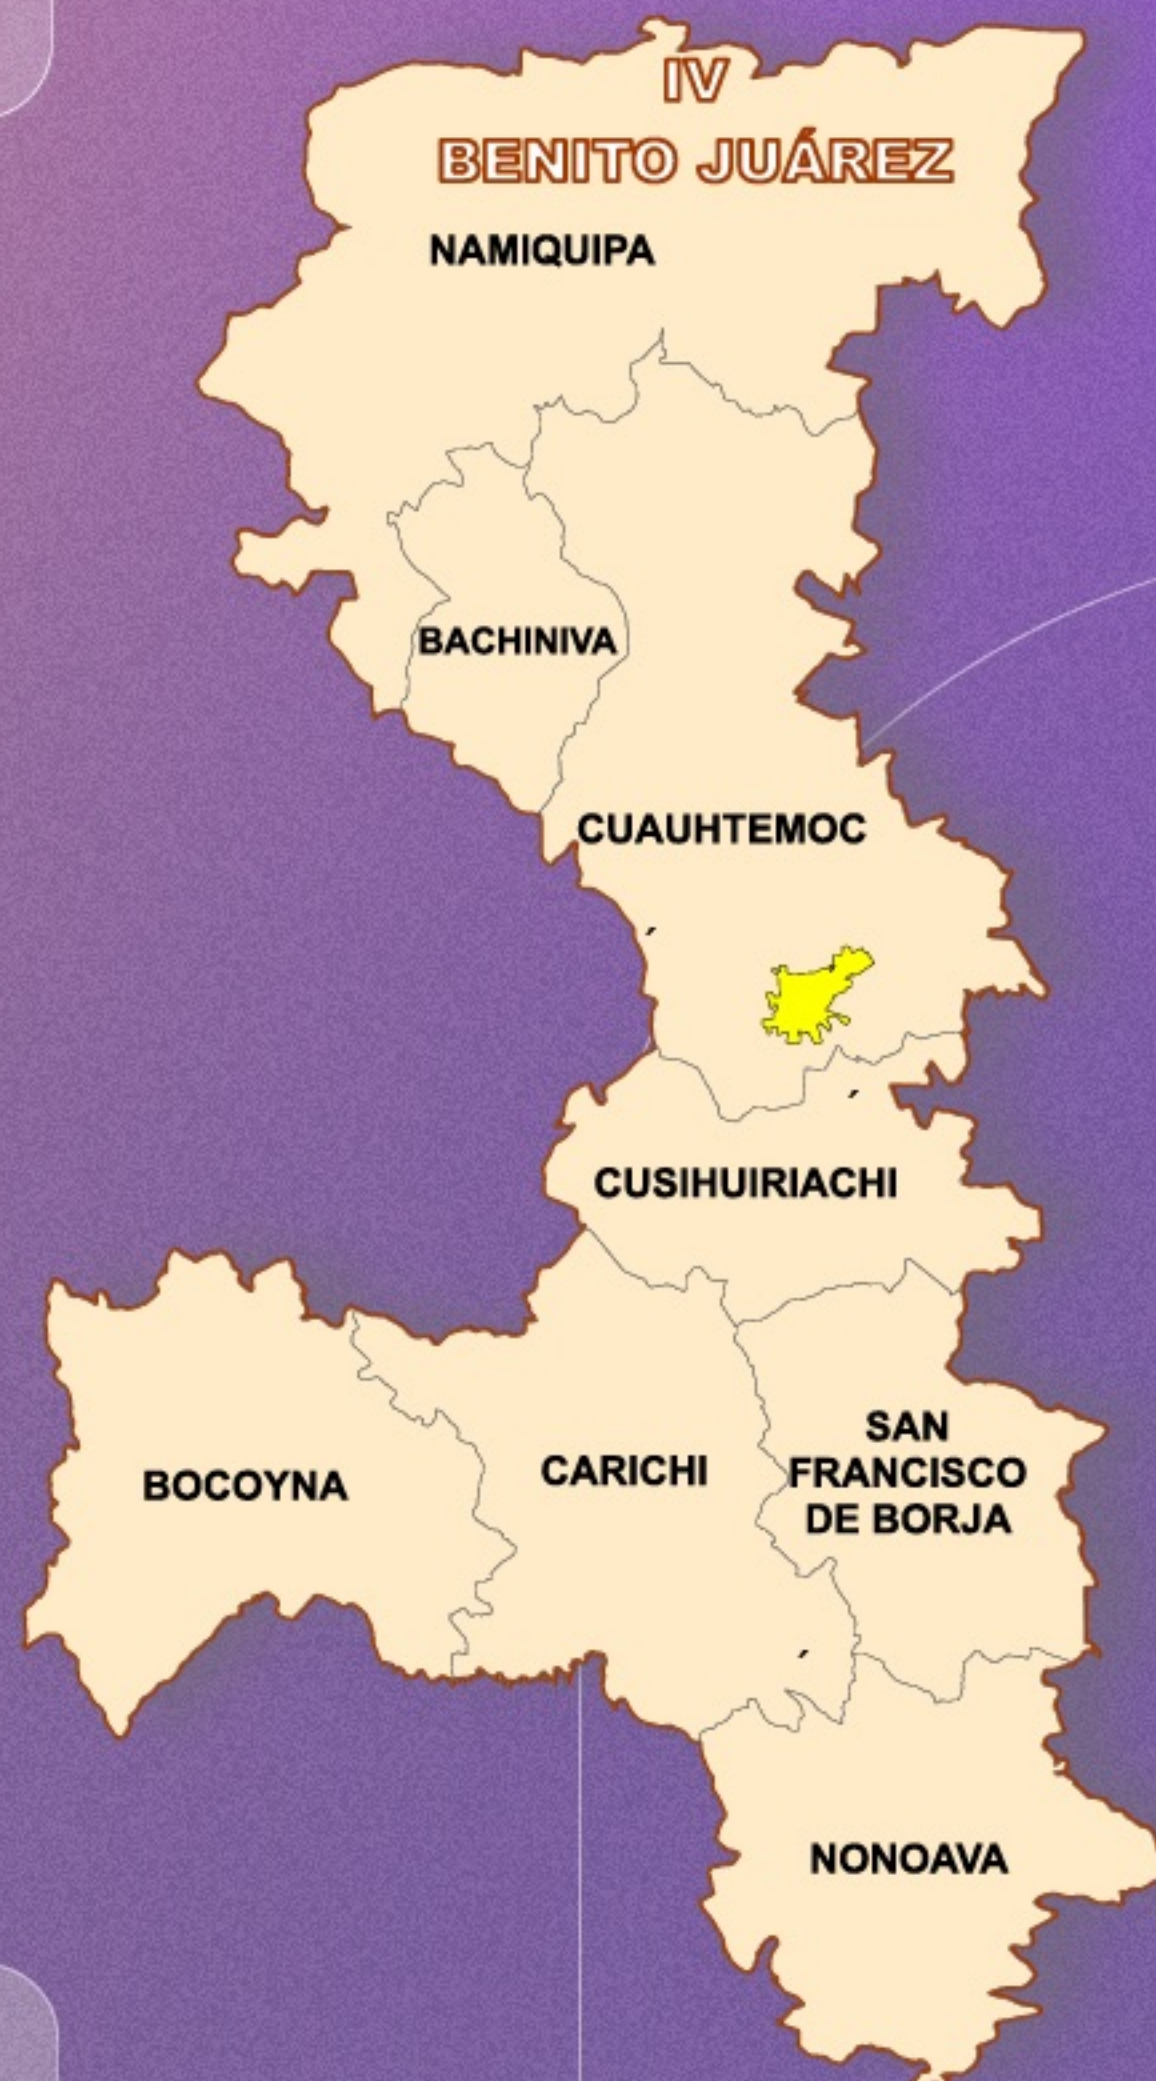 IV
BENITO JUÁREZ
NAMIQUIPA
BACHINIVA
CUAUHTEMOC
CUSIHUIRIACHI
SAN
FRANCISCO
DE BORJA
CARICHI
BOCOYNA
NONOAVA